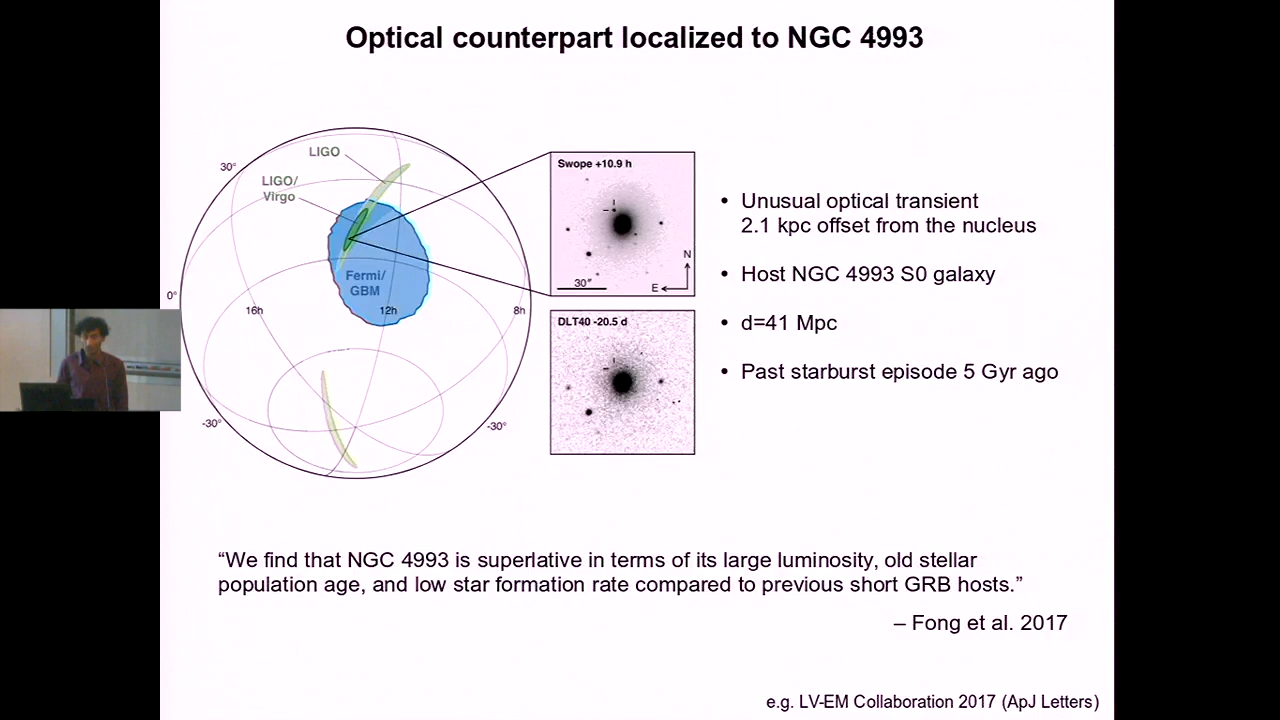 Optical counterpart localized to NGC 4993
LIGO
30°
LIGO/
Virgo
Fermi/
GBM
0°
16h
12h
8h
-30°
-30°
Swope +10.9 h
N
30"
E
DLT40 -20.5 d
• Unusual optical transient
2.1 kpc offset from the nucleus
• Host NGC 4993 S0 galaxy
• d=41 Mpc
• Past starburst episode 5 Gyr ago
“We find that NGC 4993 is superlative in terms of its large luminosity, old stellar
population age, and low star formation rate compared to previous short GRB hosts.”
– Fong et al. 2017
e.g. LV-EM Collaboration 2017 (ApJ Letters)